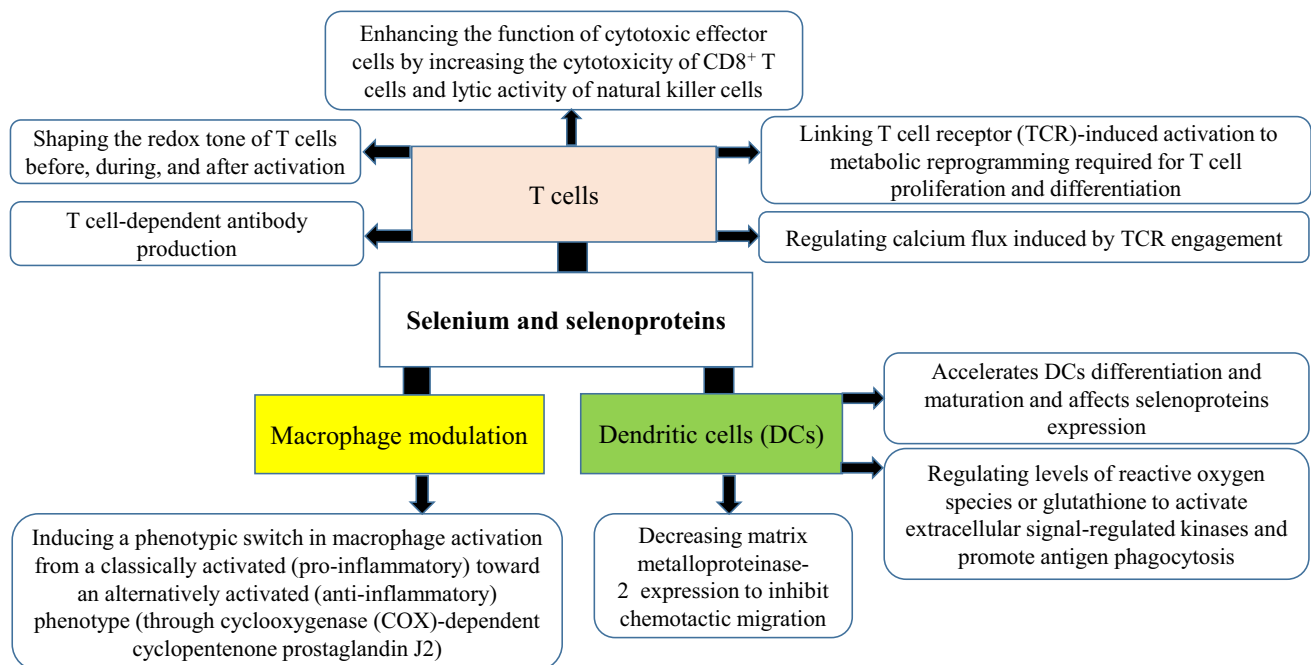 Enhancing the function of cytotoxic effector
cells by increasing the cytotoxicity of CD8⁺ T
cells and lytic activity of natural killer cells
Shaping the redox tone of T cells
before, during, and after activation
T cell-dependent antibody
production
T cells
Linking T cell receptor (TCR)-induced activation to
metabolic reprogramming required for T cell
proliferation and differentiation
Regulating calcium flux induced by TCR engagement
Selenium and selenoproteins
Macrophage modulation
Dendritic cells (DCs)
Accelerates DCs differentiation and
maturation and affects selenoproteins
expression
Regulating levels of reactive oxygen
species or glutathione to activate
extracellular signal-regulated kinases and
promote antigen phagocytosis
Inducing a phenotypic switch in macrophage activation
from a classically activated (pro-inflammatory) toward
an alternatively activated (anti-inflammatory)
phenotype (through cyclooxygenase (COX)-dependent
cyclopentenone prostaglandin J2)
Decreasing matrix
metalloproteinase-
2 expression to inhibit
chemotactic migration